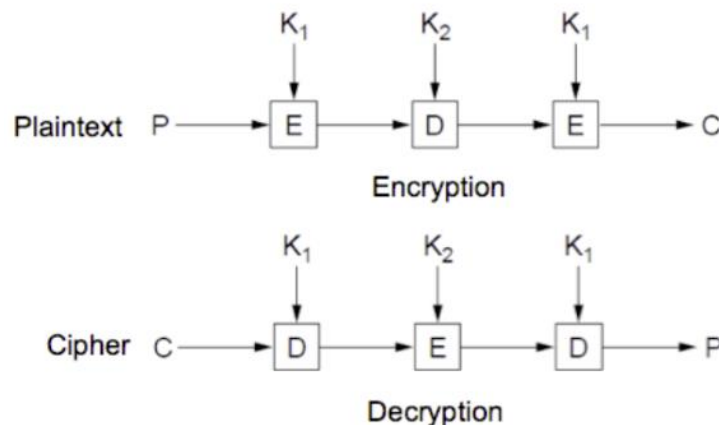 K₁ K₂ K₁
Plaintext P E D E C
Encryption
K₁ K₂ K₁
Cipher C D E D P
Decryption